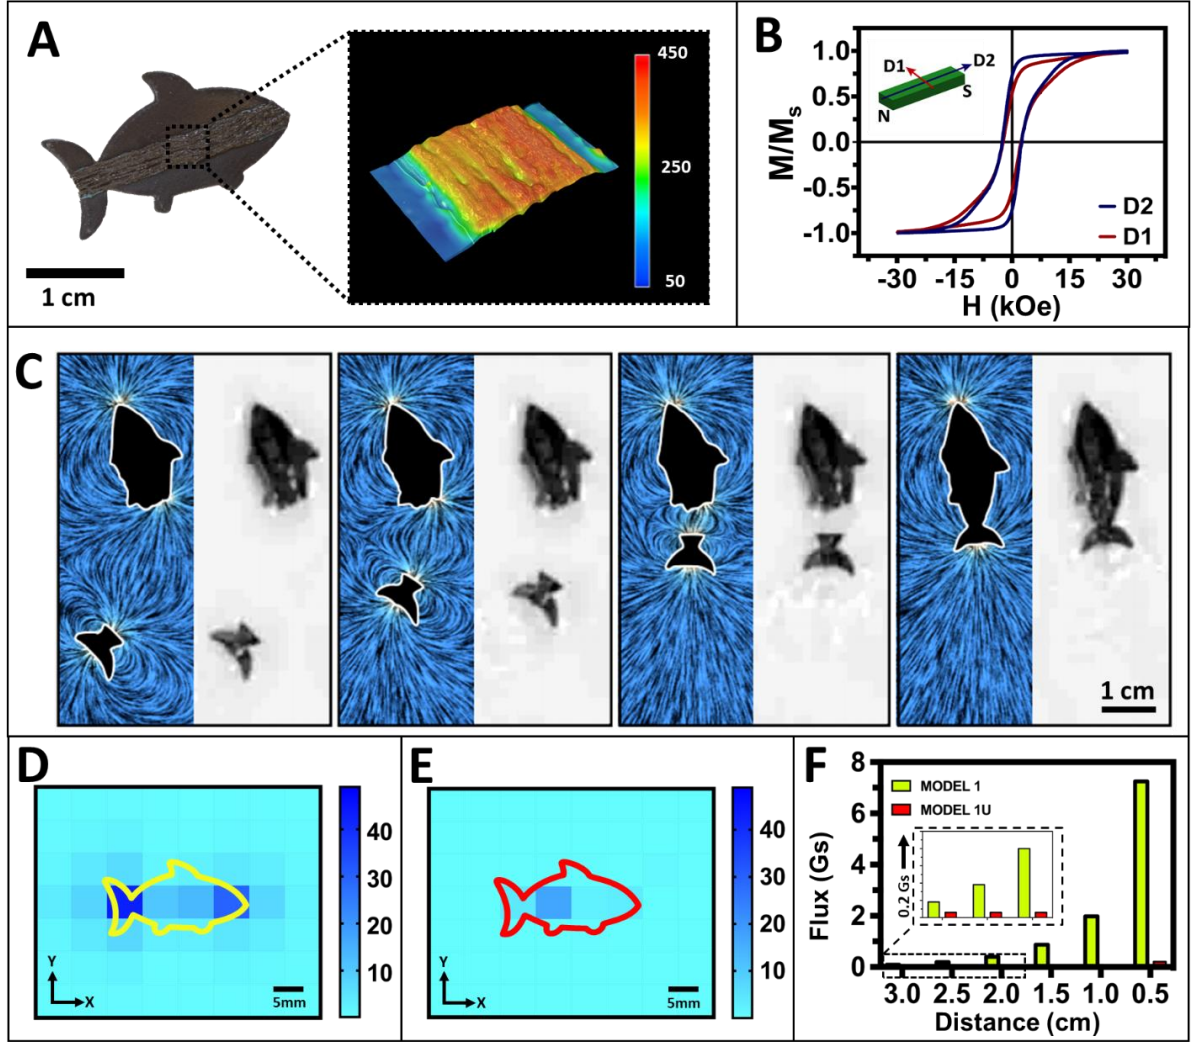 A
450
250
50
1 cm
B
M/Ms
1.0
0.5
0.0
-0.5
-1.0
D1
D2
S
N
D2
D1
-30 -15 0 15 30
H (kOe)
C
1 cm
D
40
30
20
10
Y
X
5mm
E
40
30
20
10
Y
X
5mm
F
Flux (Gs)
8
6
4
2
0
MODEL 1
MODEL 1U
0.2 Gs
3.0 2.5 2.0 1.5 1.0 0.5
Distance (cm)